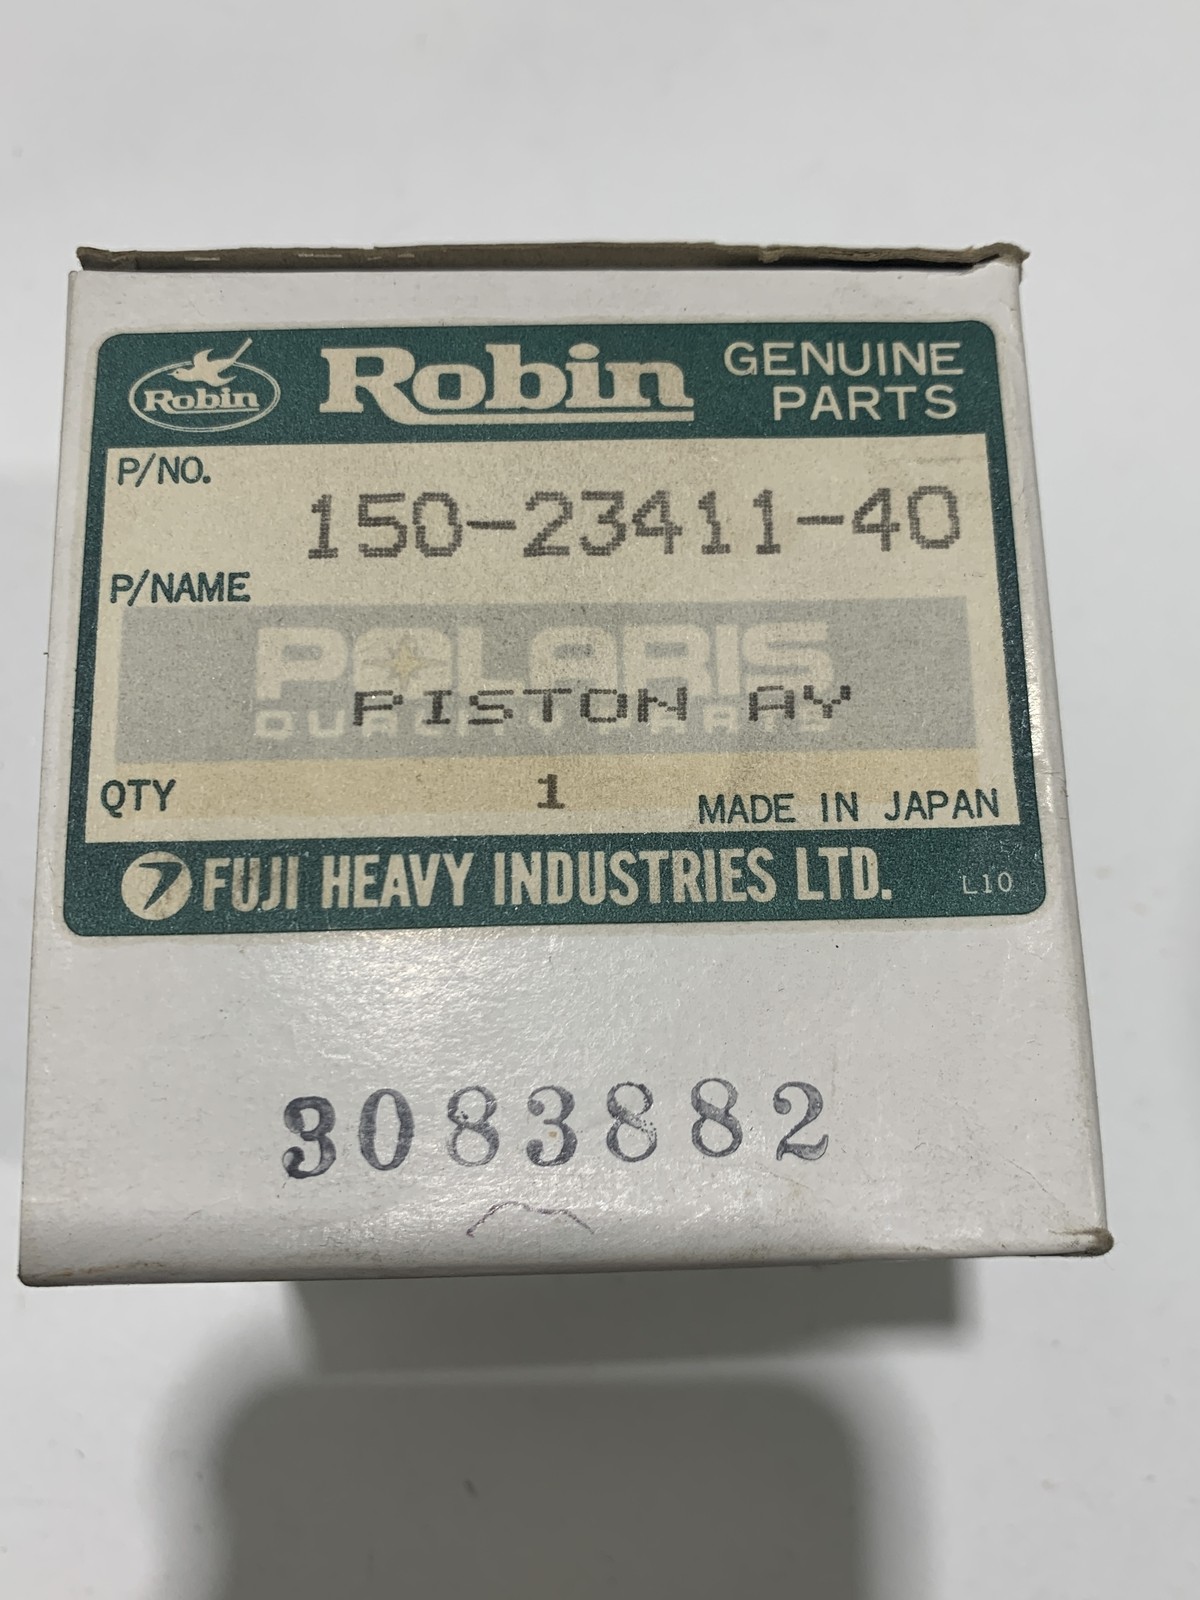 Robin
Robin
GENUINE
PARTS
P/NO.
150-23411-40
P/NAME
POLARIS
PISTON AY
QTY
1
MADE IN JAPAN
FUJI HEAVY INDUSTRIES LTD.
L10
3083882